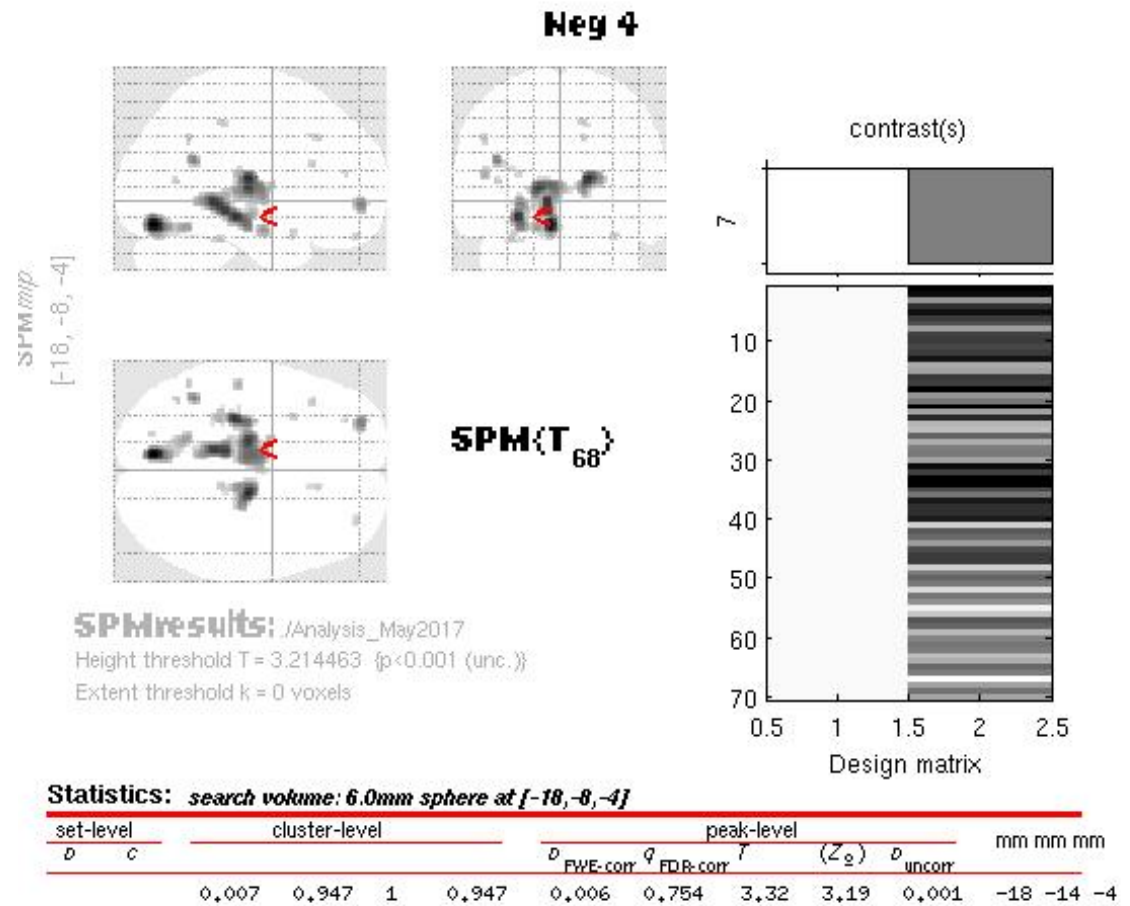 Neg 4
contrast(s)
7
SPMmip
[-18, -8, -4]
SPM{T68}
10
20
30
40
50
60
70
0.5 1 1.5 2 2.5
Design matrix
SPMresults: ./Analysis_May2017
Height threshold T = 3.214463 {p<0.001 (unc.)}
Extent threshold k = 0 voxels
Statistics: search volume: 6.0mm sphere at [-18,-8,-4]
set-level cluster-level peak-level mm mm mm
p c p FWE-corr q FDR-corr T (Z≡) p uncorr
0.007 0.947 1 0.947 0.006 0.754 3.32 3.19 0.001 -18 -14 -4